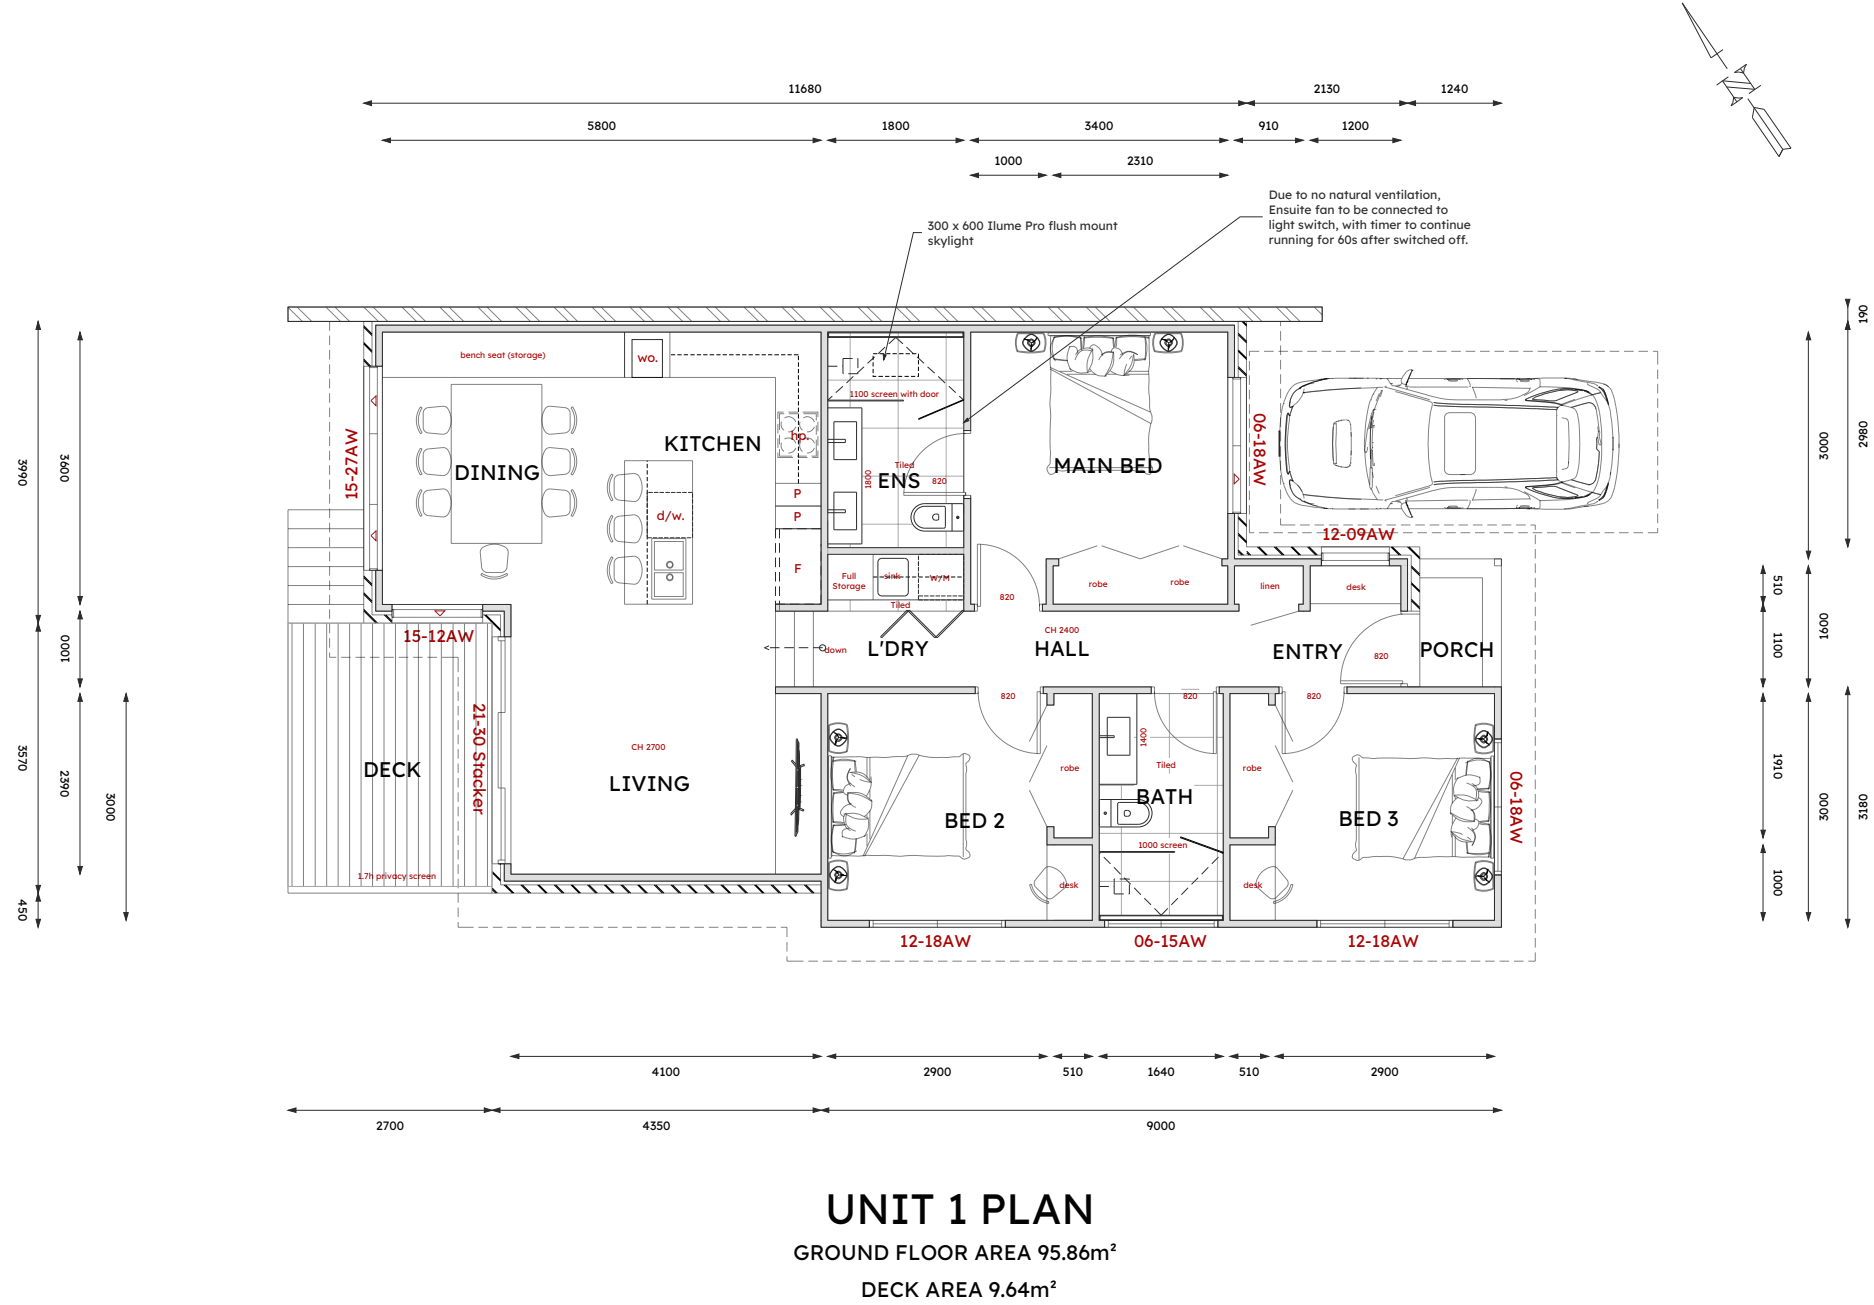 11680
2130
1240
5800
1800
3400
910
1200
1000
2310
Due to no natural ventilation,
Ensuite fan to be connected to
light switch, with timer to continue
running for 60s after switched off.
300 x 600 Ilume Pro flush mount
skylight
N
190
bench seat (storage)
wo.
1100 screen with door
15-27AW
3990
3600
KITCHEN
ho.
DINING
Tiled
ENS
1800
820
MAIN BED
06-18AW
3000
2980
P
d/w.
P
12-09AW
F
Full
Storage
sink
W/M
robe
robe
linen
desk
510
Tiled
820
15-12AW
CH 2400
1000
down
L'DRY
HALL
ENTRY
820
PORCH
1100
1600
820
820
820
21-30 Stacker
CH 2700
1400
3570
2390
3000
DECK
LIVING
robe
Tiled
robe
BATH
BED 2
BED 3
06-18AW
1910
3000
3180
1000 screen
1.7h privacy screen
desk
desk
1000
450
12-18AW
06-15AW
12-18AW
4100
2900
510
1640
510
2900
2700
4350
9000
UNIT 1 PLAN
GROUND FLOOR AREA 95.86m²
DECK AREA 9.64m²